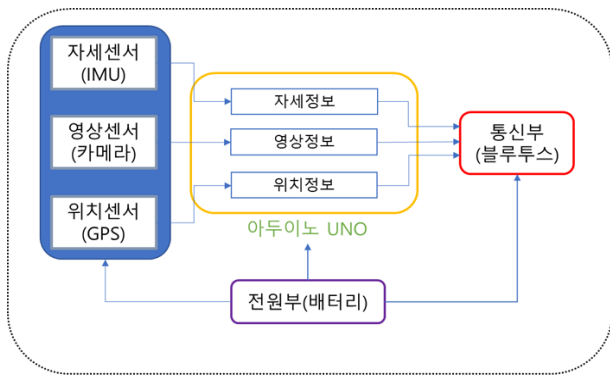 자세센서
(IMU)
영상센서
(카메라)
위치센서
(GPS)
자세정보
영상정보
위치정보
아두이노 UNO
통신부
(블루투스)
전원부(배터리)